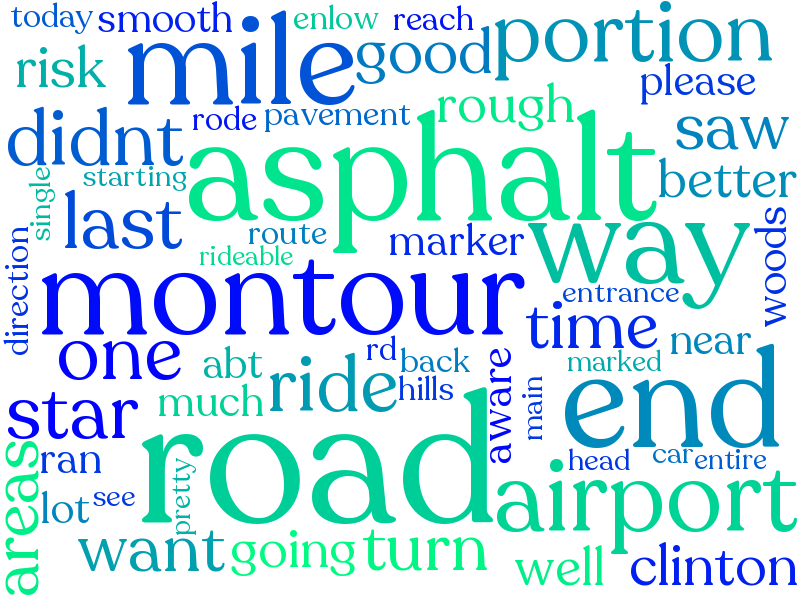 today smooth enlow reach
risk mile good portion
please
didnt rode pavement rough saw
asphalt
single starting better
last route marker way woods
rideable
direction montour entrance
time
one abt rd back marked near
ride hills
star much aware main end
areas ran road head car entire
lot see pretty airport
want going turn well clinton